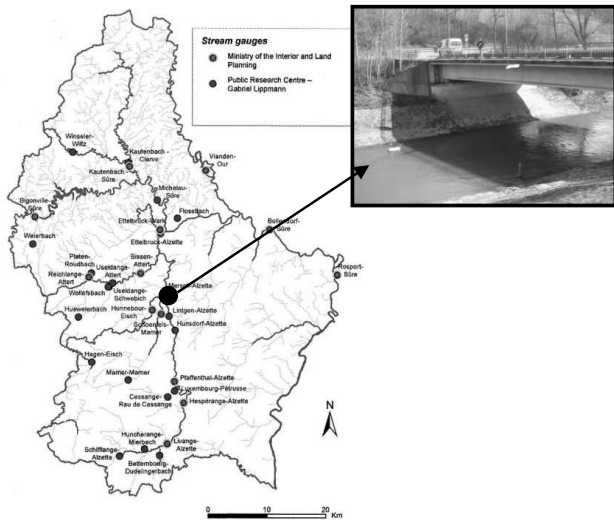 Stream gauges
Ministry of the Interior and Land
Planning
Public Research Centre –
Gabriel Lippmann
Winseler-
Wiltz
Kautenbach-
Clerve
Kautenbach-
Sûre
Vianden-
Our
Michelau-
Sûre
Bigonville-
Sûre
Flossbach
Ettelbrück-Wark
Bollendorf-
Sûre
Weierbach
Ettelbruck-Alzette
Platen-
Roudbach
Bissen-
Attert
Useldange-
Attert
Reichlange-
Attert
Rosport-
Sûre
Wollefsbach
Useldange-
Schwebich
Mersch-Alzette
Huewelerbach
Hunnebour-
Eisch
Lintgen-Alzette
Schoenfels-
Mamer
Hunsdorf-Alzette
Hagen-Eisch
Mamer-Mamer
Pfaffenthal-Alzette
Luxembourg-Pétrusse
Cessange-
Rau de Cessange
Hespérange-Alzette
N
Huncherange-
Mierbech
Livange-
Alzette
Schifflange-
Alzette
Bettembourg-
Dudelingerbach
0 10 20
Km